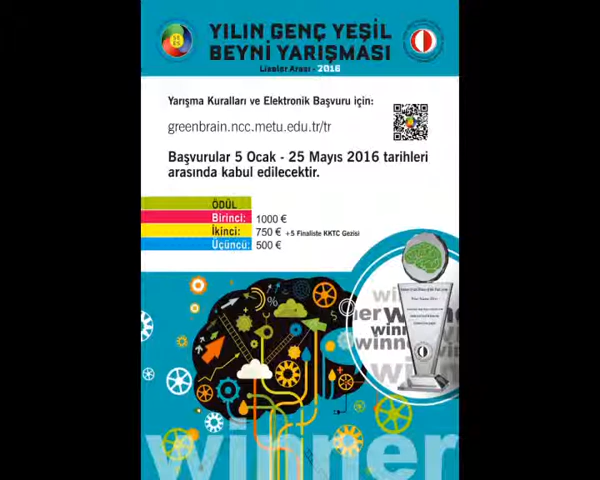 YILIN GENÇ YEŞİL
BEYNİ YARIŞMASI
Liseler Arası - 2016
Yarışma Kuralları ve Elektronik Başvuru için:
greenbrain.ncc.metu.edu.tr/tr
Başvurular 5 Ocak - 25 Mayıs 2016 tarihleri
arasında kabul edilecektir.
ÖDÜL
Birinci: 1000 €
İkinci: 750 € +5 Finaliste KKTC Gezisi
Üçüncü: 500 €
winner